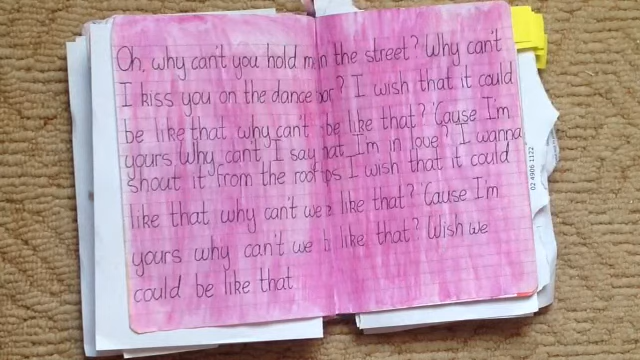 Oh, why can't you hold m in the street? Why can't
I kiss you on the dance oor? I wish that it could
be like that why can't be like that? 'Cause I'm
yours. Why can't I say hat I'm in love? I wanna
shout it from the roof ps I wish that it could
like that why can't we like that? 'Cause I'm
yours why can't we b like that? Wish we
could be like that
02 4906 1122